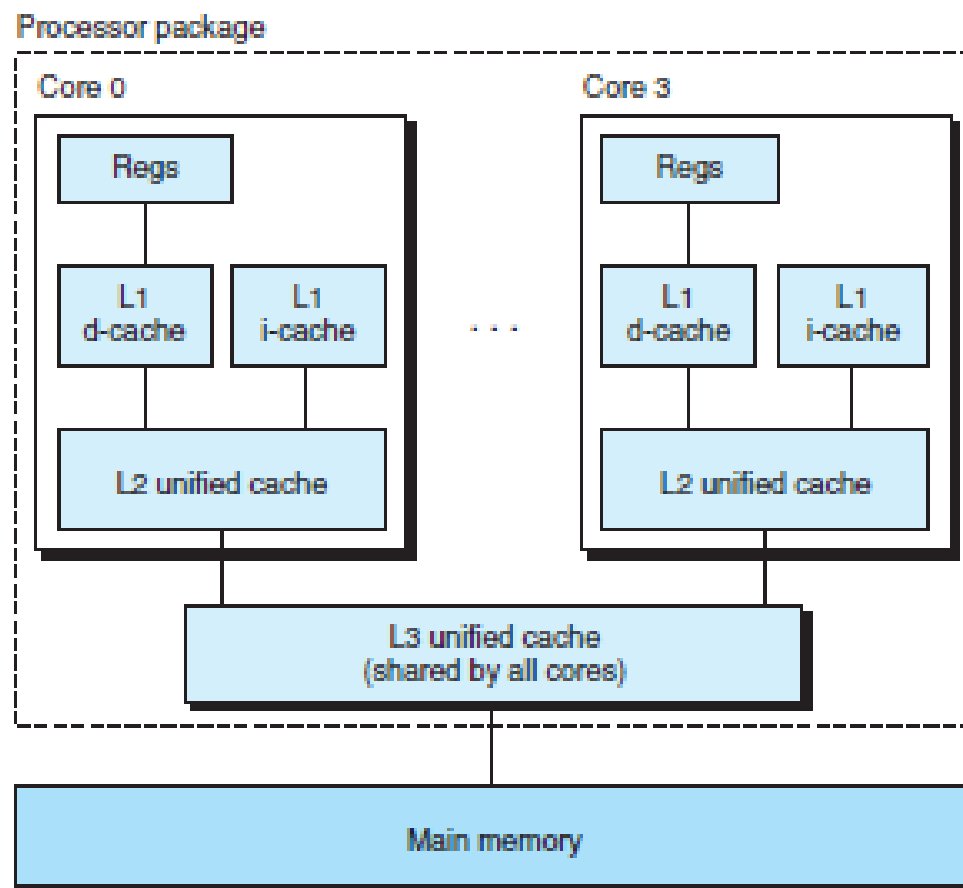 Processor package
Core 0
Core 3
Regs
Regs
L1
d-cache
L1
i-cache
. . .
L1
d-cache
L1
i-cache
L2 unified cache
L2 unified cache
L3 unified cache
(shared by all cores)
Main memory